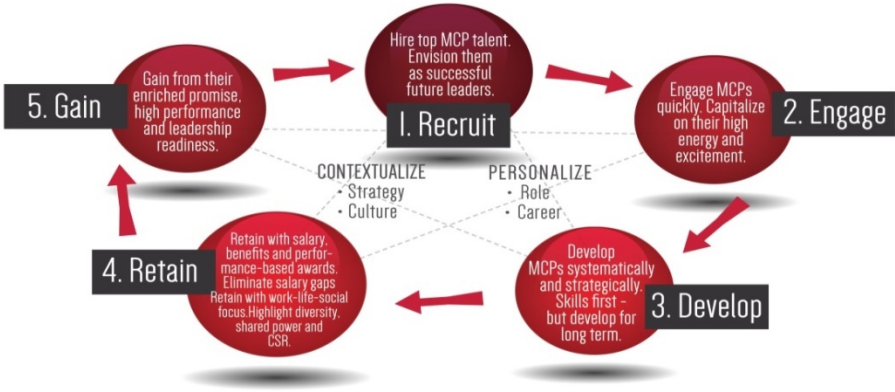 Hire top MCP talent.
Envision them
as successful
future leaders.
1. Recruit
Engage MCPs
quickly. Capitalize
on their high
energy and
excitement.
2. Engage
Develop
MCPs systematically
and strategically.
Skills first -
but develop for
long term.
3. Develop
Retain with salary,
benefits and perfor-
mance-based awards.
Eliminate salary gaps
Retain with work-life-social
focus.Highlight diversity,
shared power and
CSR.
4. Retain
Gain from their
enriched promise,
high performance
and leadership
readiness.
5. Gain
CONTEXTUALIZE
• Strategy
• Culture
PERSONALIZE
• Role
• Career